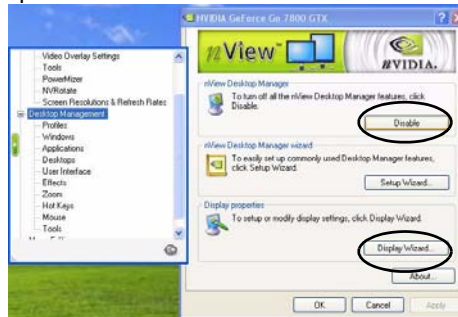 NVIDIA GeForce Go 7800 GTX
Video Overlay Settings
Tools
PowerMizer
NVRotate
Screen Resolutions & Refresh Rates
Desktop Management
Profiles
Windows
Applications
Desktops
User Interface
Effects
Zoom
Hot Keys
Mouse
Tools
nView
NVIDIA.
nView Desktop Manager
To turn off all the nView Desktop Manager features, click
Disable.
Disable
nView Desktop Manager wizard
To easily set up commonly used Desktop Manager features,
click Setup Wizard.
Setup Wizard...
Display properties
To setup or modify display settings, click Display Wizard.
Display Wizard...
About...
OK
Cancel
Apply